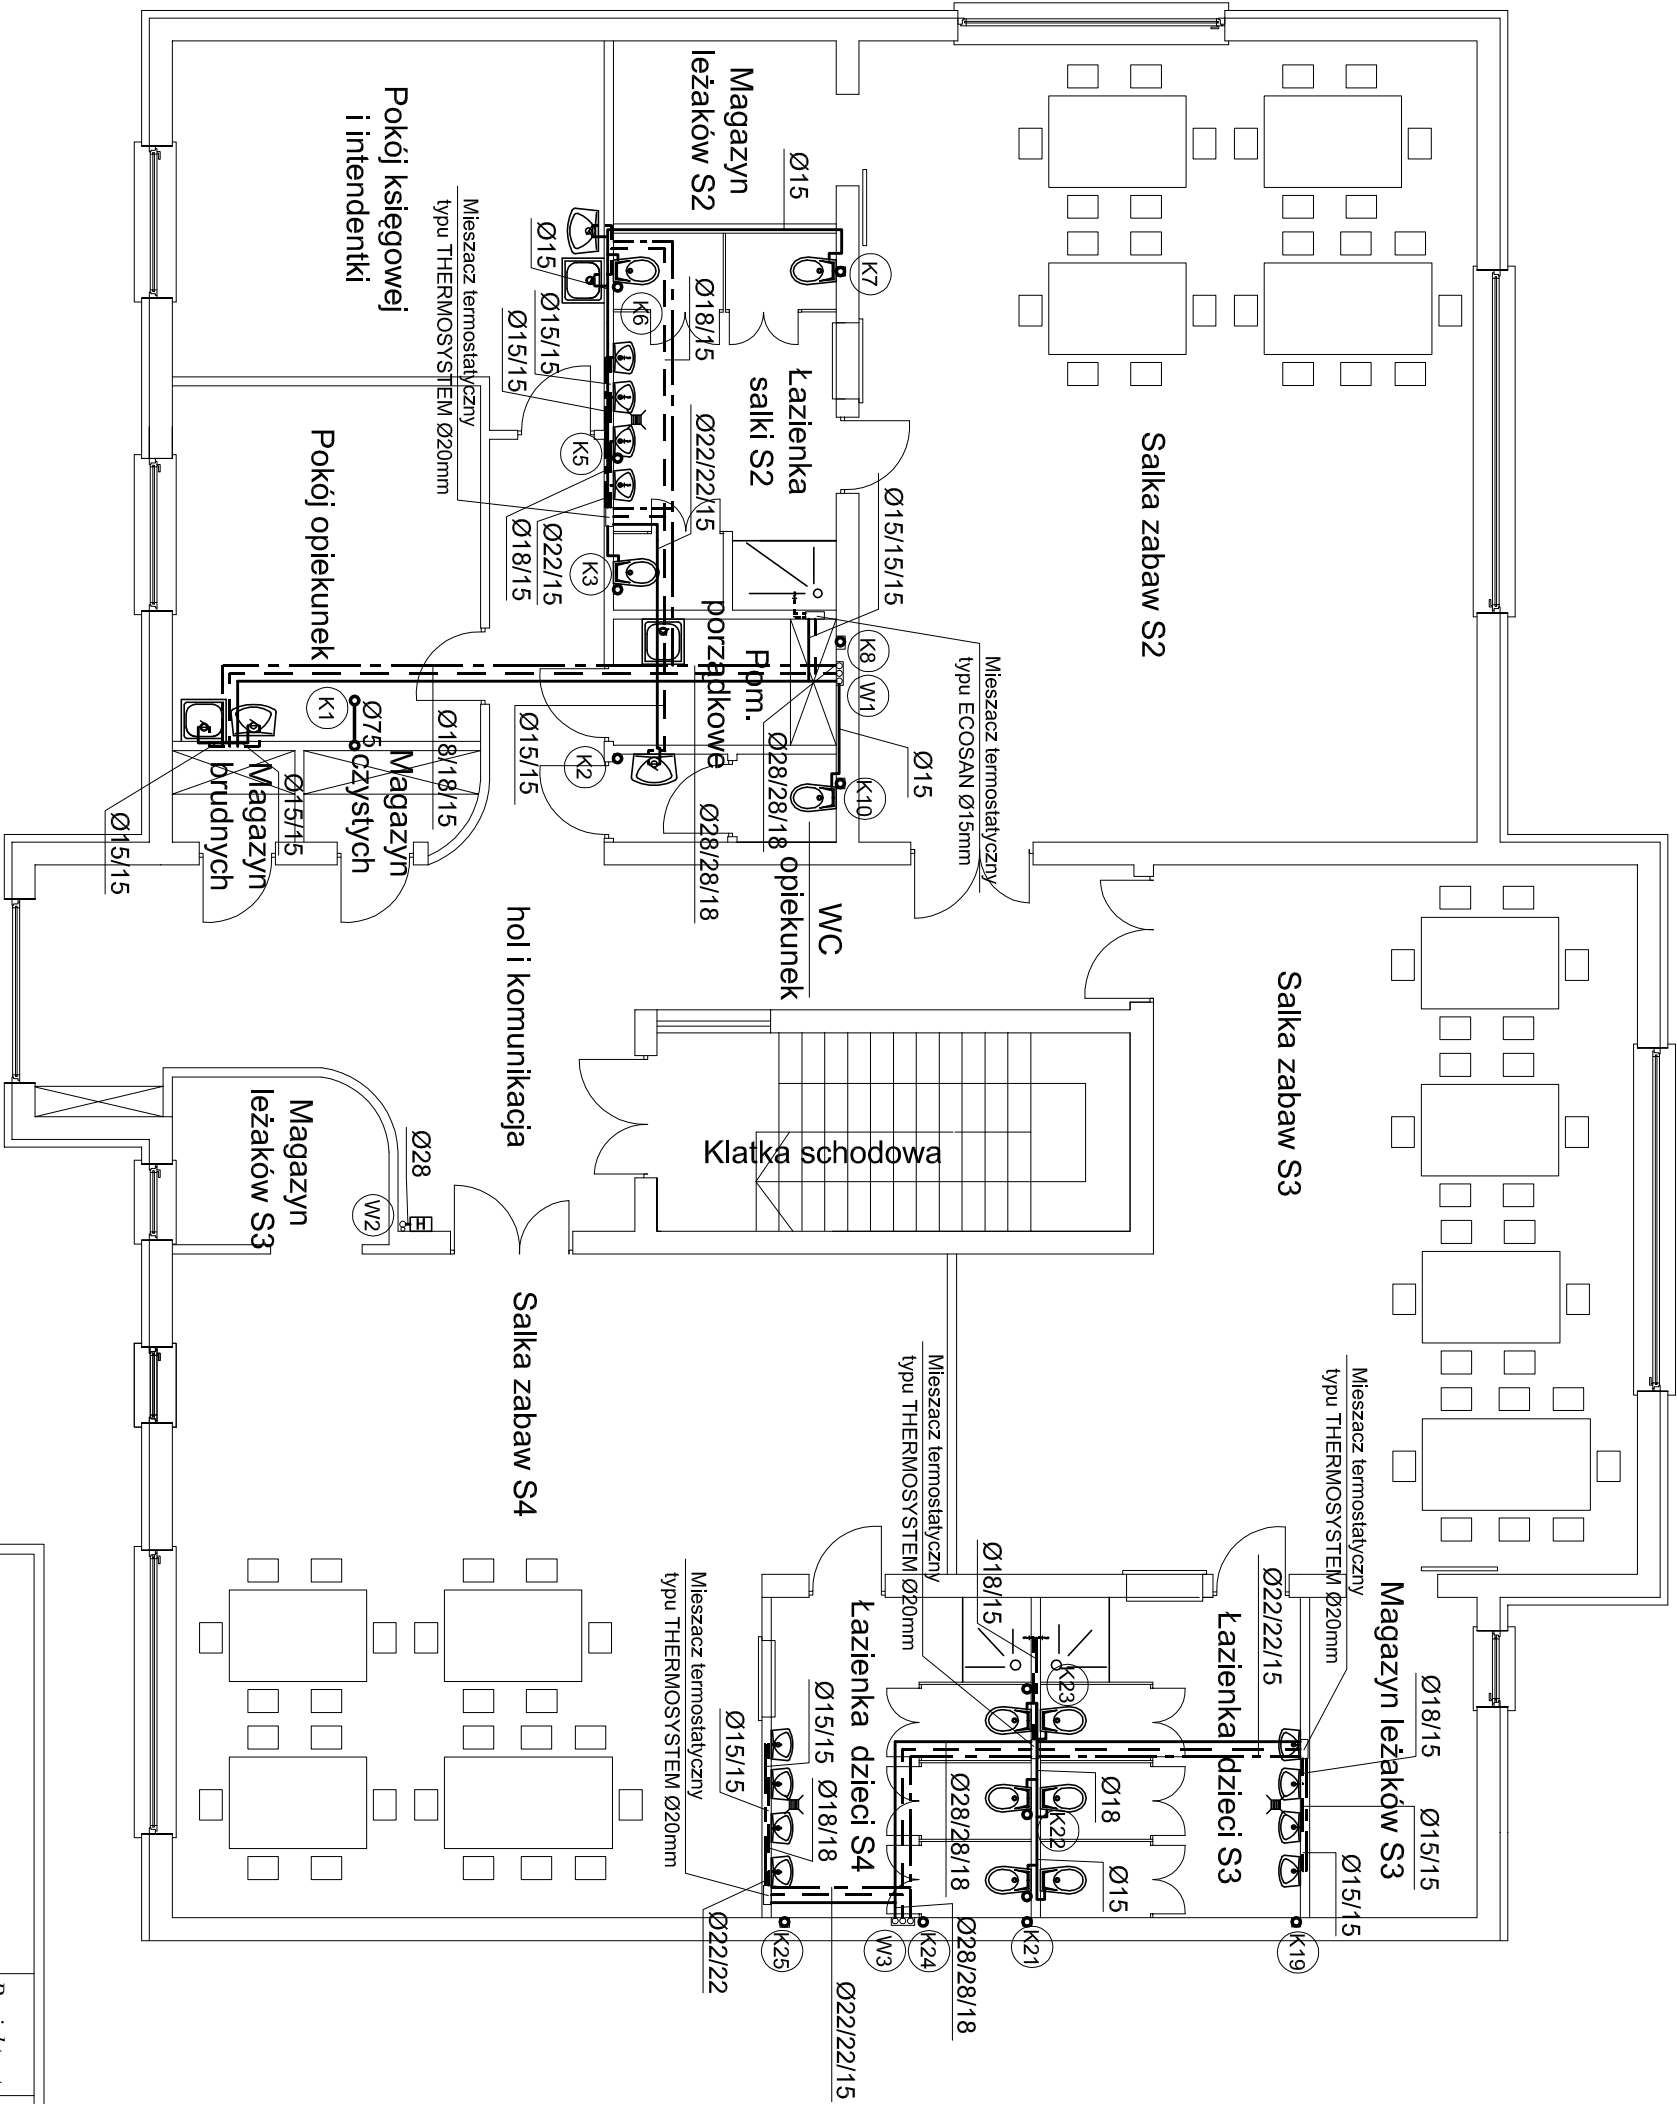 Magazyn
leżaków S2
Pokój księgowej
i intendentki
Ø15
Mieszacz termostatyczny
typu THERMOSYSTEM Ø20mm
Ø15
Ø15/15
Ø15/15
K7
K6
Ø18/15
Łazienka
salki S2
Salka zabaw S2
Pokój opiekunek
K5
Ø22/22/15
Ø15/15/15
Ø22/15
Ø18/15
K3
Pom.
porządkowe
K8
W1
Mieszacz termostatyczny
typu ECOSAN Ø15mm
Ø15
K10
K1
Ø75
Magazyn
czystych
Ø18/18/15
Ø15/15
K2
Ø28/28/18
Ø28/28/18
Magazyn
brudnych
Ø15/15
Ø15/15
WC
opiekunek
hol i komunikacja
Salka zabaw S3
Klatka schodowa
Magazyn
leżaków S3
Ø28
W2
Salka zabaw S4
Mieszacz termostatyczny
typu THERMOSYSTEM Ø20mm
Mieszacz termostatyczny
typu THERMOSYSTEM Ø20mm
Ø18/15
Ø22/22/15
Magazyn leżaków S3
Ø18/15
Ø15/15
Ø15/15
Łazienka dzieci S3
Łazienka dzieci S4
Mieszacz termostatyczny
typu THERMOSYSTEM Ø20mm
K23
K22
Ø18
Ø15
Ø28/28/18
Ø15/15
Ø15/15
Ø18/18
Ø22/22
K25
W3
K24
K21
K19
Ø28/28/18
Ø22/22/15
H